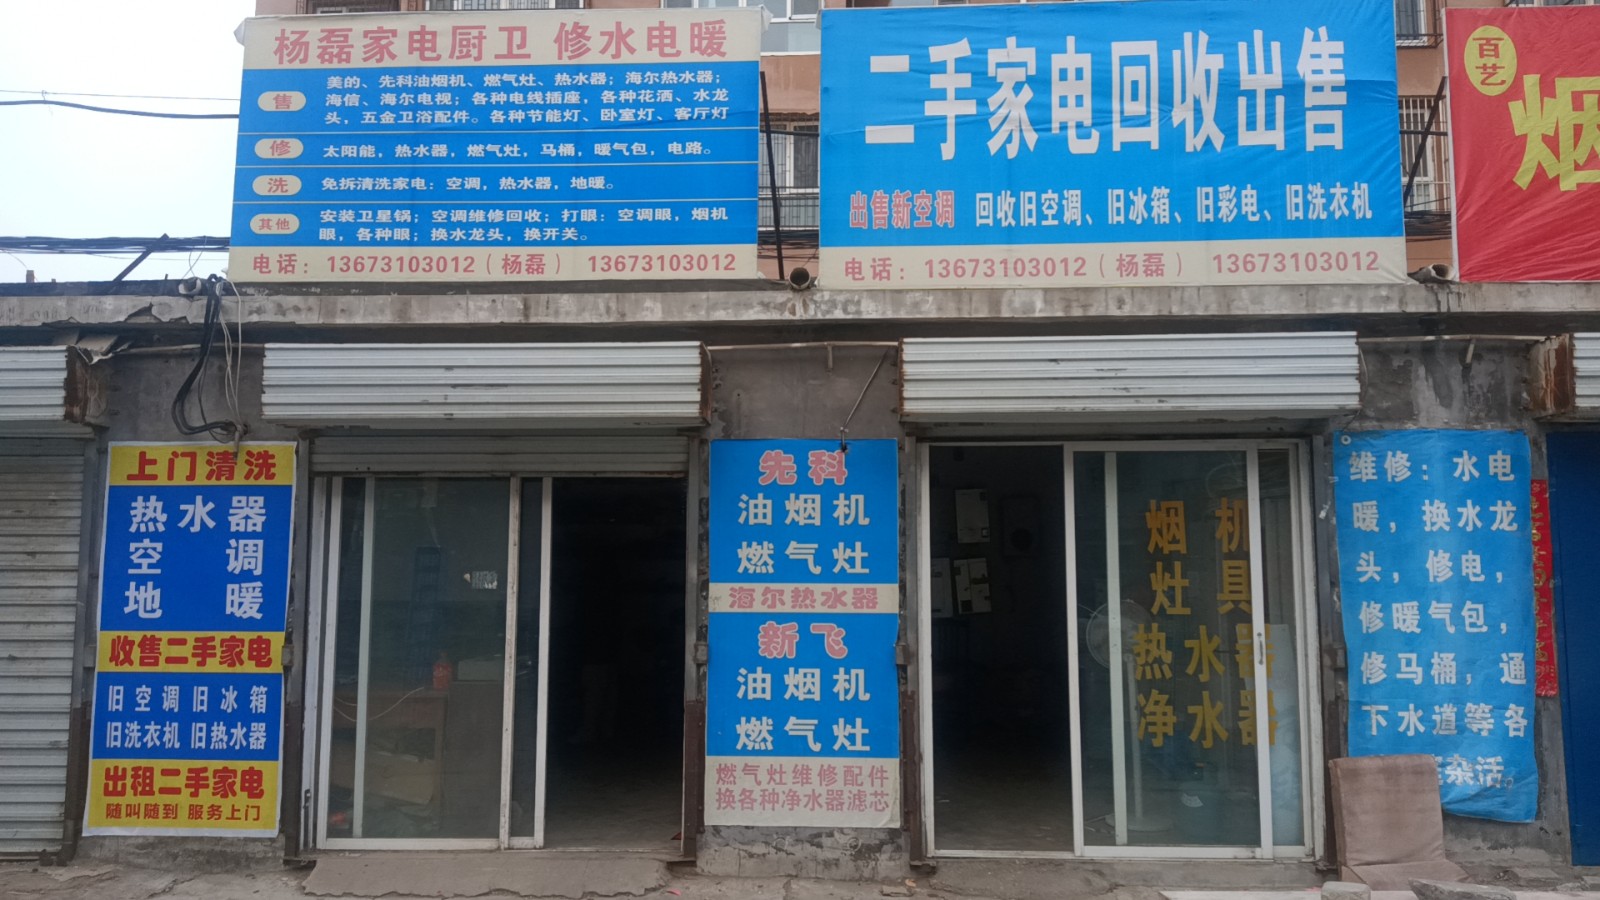 杨磊家电厨卫 修水电暖
售
美的、先科油烟机、燃气灶、热水器；海尔热水器；
海信、海尔电视；各种电线插座，各种花洒、水龙
头，五金卫浴配件。各种节能灯、卧室灯、客厅灯
修
太阳能，热水器，燃气灶，马桶，暖气包，电路。
洗
免拆清洗家电：空调，热水器，地暖。
其他
安装卫星锅；空调维修回收；打眼：空调眼，烟机
眼，各种眼；换水龙头，换开关。
电话：13673103012（杨磊） 13673103012
二手家电回收出售
出售新空调 回收旧空调、旧冰箱、旧彩电、旧洗衣机
电话：13673103012（杨磊） 13673103012
百艺
烟
上门清洗
热水器
空调
地暖
收售二手家电
旧空调旧冰箱
旧洗衣机 旧热水器
出租二手家电
随叫随到 服务上门
先科
油烟机
燃气灶
海尔热水器
新飞
油烟机
燃气灶
燃气灶维修配件
换各种净水器滤芯
烟机
灶具
热水器
净水器
维修：水电
暖，换水龙
头，修电，
修暖气包，
修马桶，通
下水道等各
杂活。